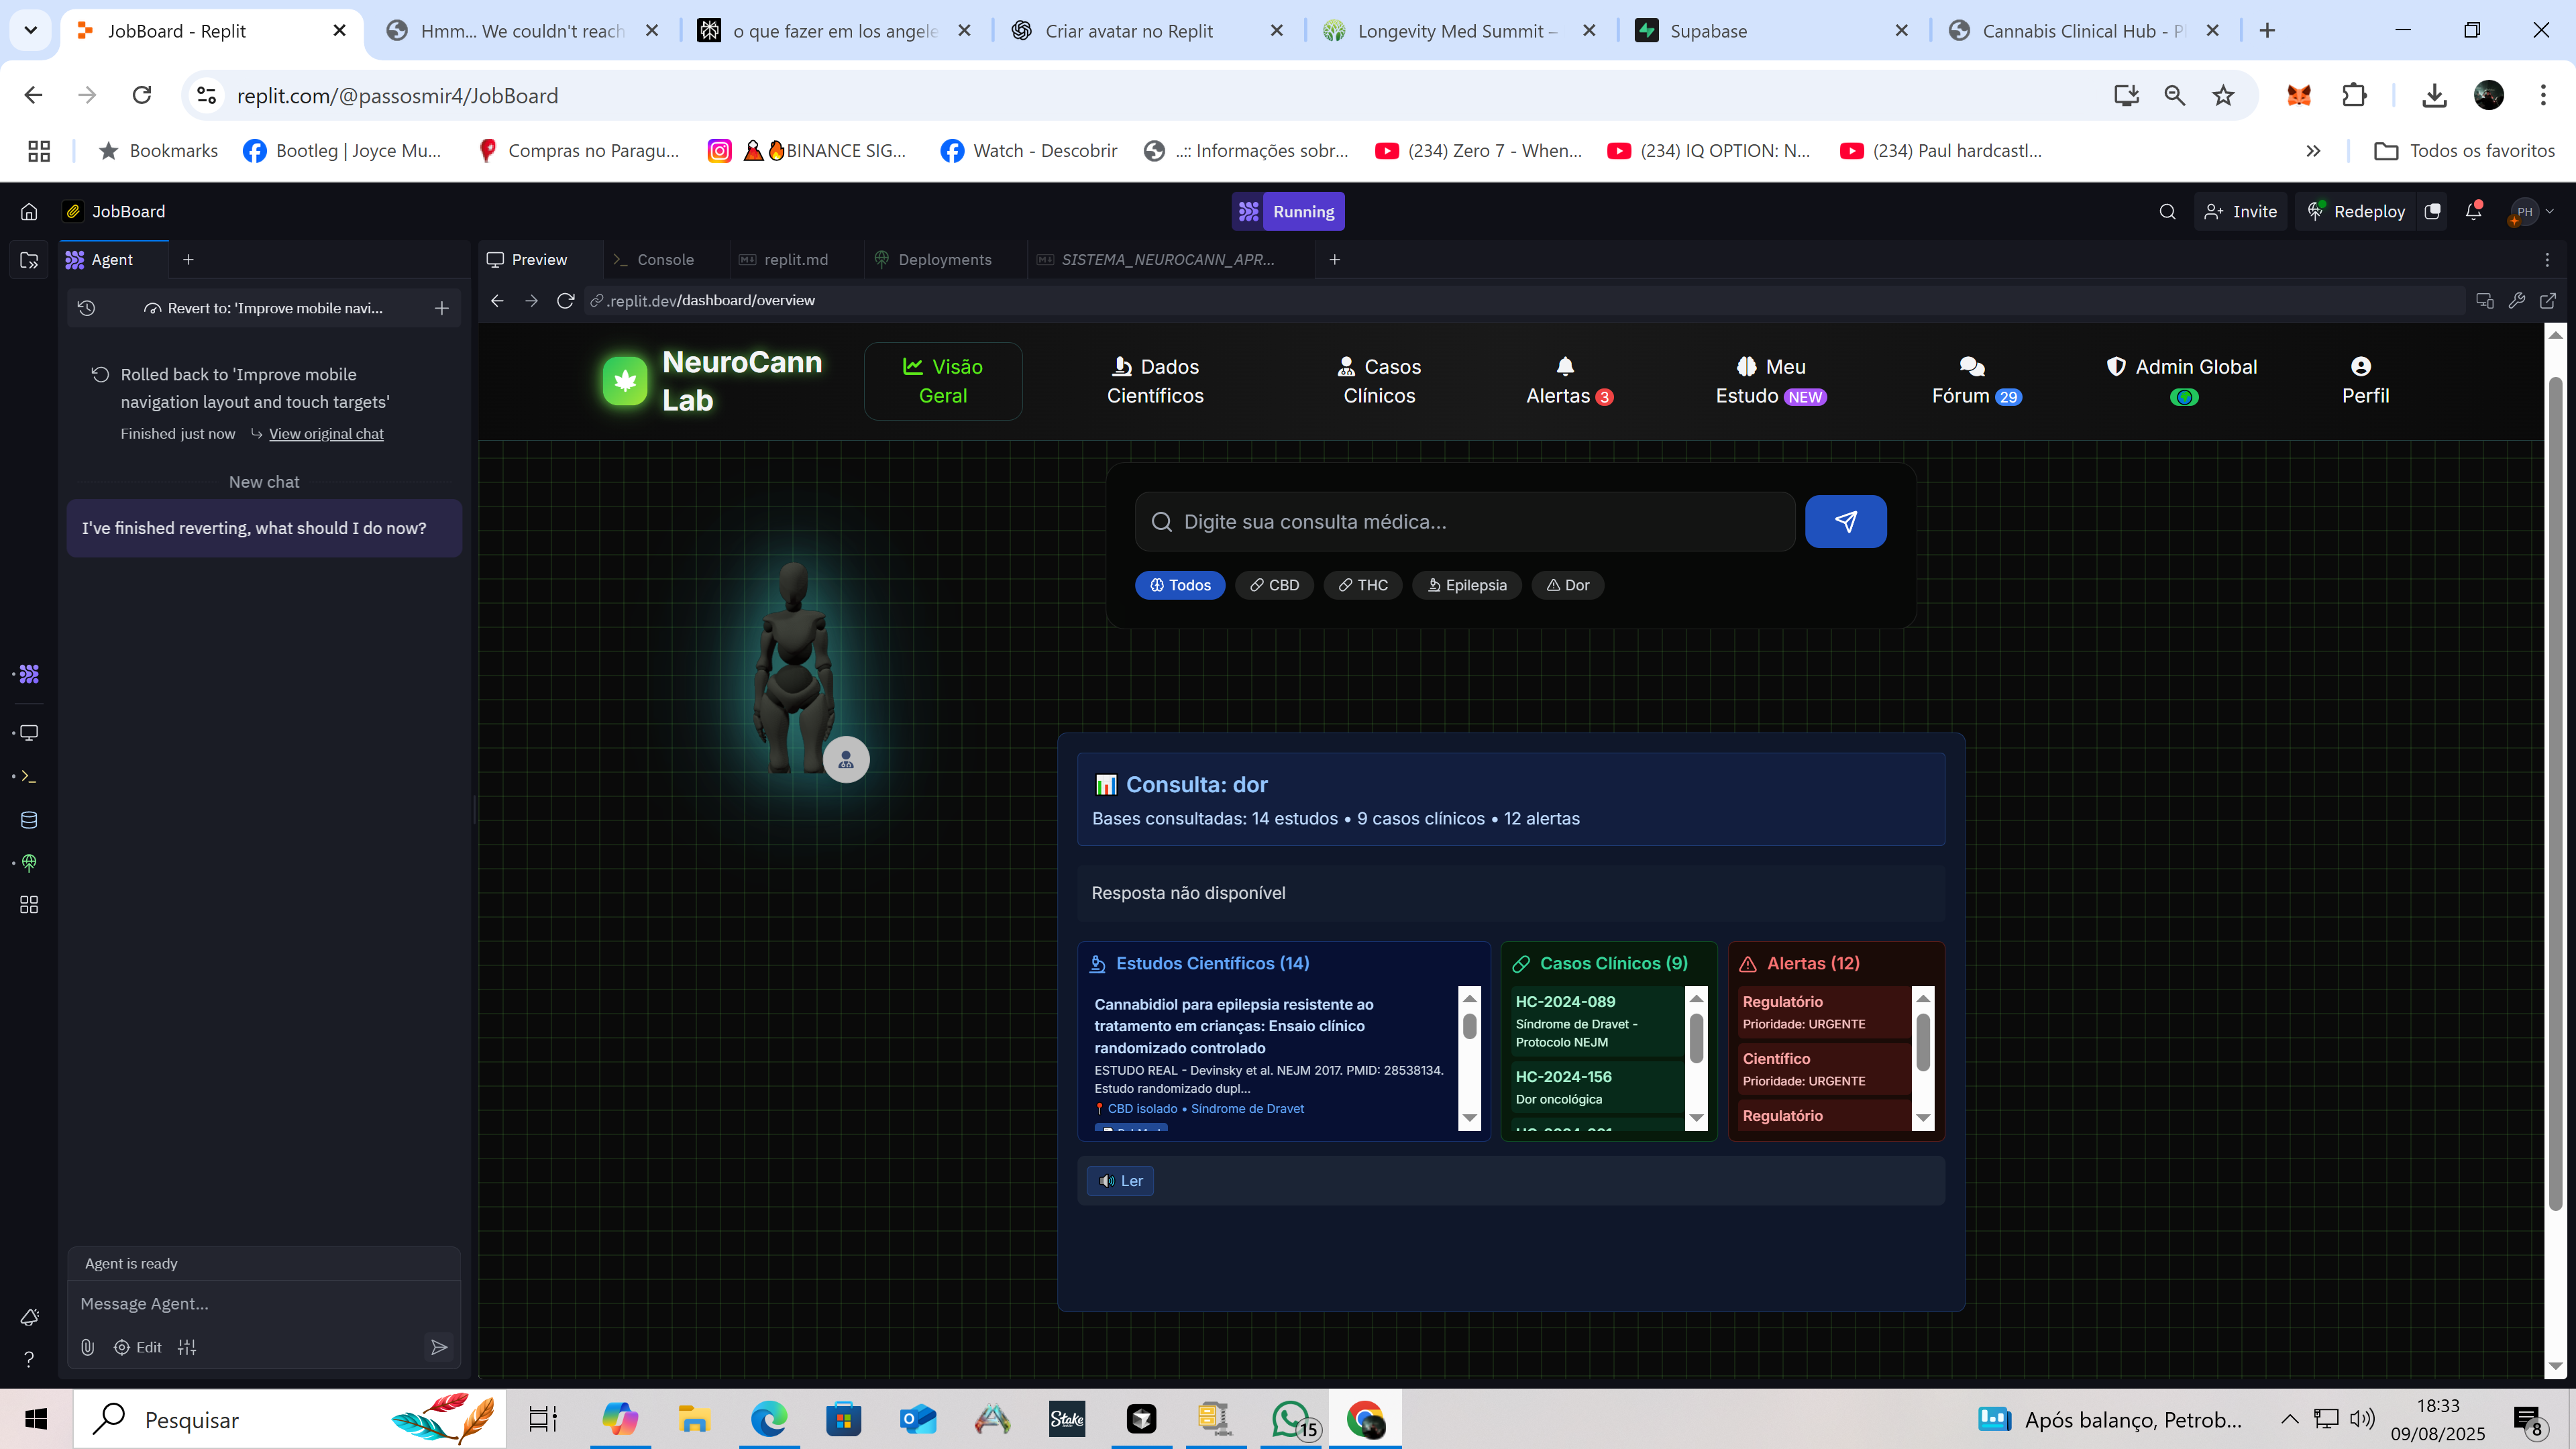 JobBoard - Replit
Hmm... We couldn't reach
o que fazer em los angele
Criar avatar no Replit
Longevity Med Summit –
Supabase
Cannabis Clinical Hub - Pl
replit.com/@passosmir4/JobBoard
Bookmarks
Bootleg | Joyce Mu...
Compras no Paragu...
BINANCE SIG...
Watch - Descobrir
..:: Informações sobr...
(234) Zero 7 - When...
(234) IQ OPTION: N...
(234) Paul hardcastl...
Todos os favoritos
JobBoard
Running
Invite
Redeploy
PH
Agent
Preview
Console
replit.md
Deployments
SISTEMA_NEUROCANN_APR...
Revert to: 'Improve mobile navi...
.replit.dev/dashboard/overview
Rolled back to 'Improve mobile
navigation layout and touch targets'
Finished just now
View original chat
New chat
I've finished reverting, what should I do now?
Agent is ready
Message Agent...
Edit
NeuroCann
Lab
Visão
Geral
Dados
Científicos
Casos
Clínicos
Alertas 3
Meu
Estudo NEW
Fórum 29
Admin Global
Perfil
Digite sua consulta médica...
Todos
CBD
THC
Epilepsia
Dor
Consulta: dor
Bases consultadas: 14 estudos • 9 casos clínicos • 12 alertas
Resposta não disponível
Estudos Científicos (14)
Cannabidiol para epilepsia resistente ao
tratamento em crianças: Ensaio clínico
randomizado controlado
ESTUDO REAL - Devinsky et al. NEJM 2017. PMID: 28538134.
Estudo randomizado dupl...
CBD isolado • Síndrome de Dravet
Casos Clínicos (9)
HC-2024-089
Síndrome de Dravet -
Protocolo NEJM
HC-2024-156
Dor oncológica
Alertas (12)
Regulatório
Prioridade: URGENTE
Científico
Prioridade: URGENTE
Regulatório
Ler
Pesquisar
Stake
15
Após balanço, Petrob...
18:33
09/08/2025
8